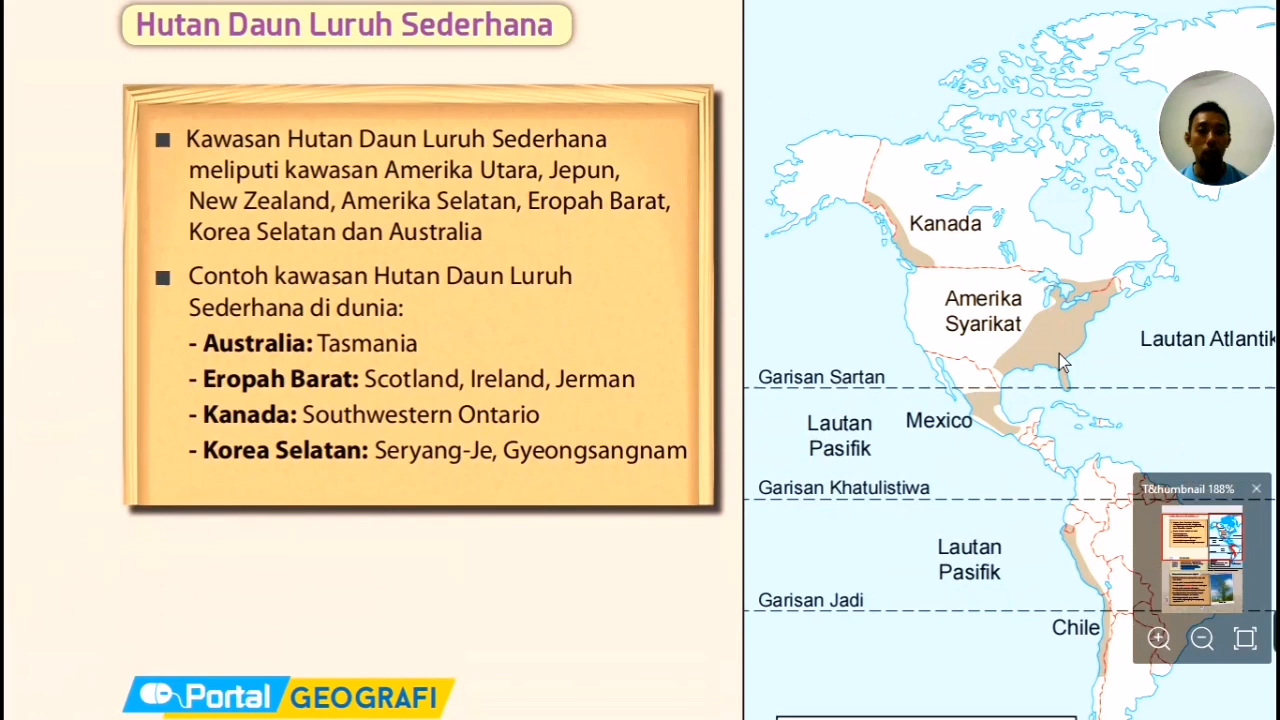 Hutan Daun Luruh Sederhana
■ Kawasan Hutan Daun Luruh Sederhana
meliputi kawasan Amerika Utara, Jepun,
New Zealand, Amerika Selatan, Eropah Barat,
Korea Selatan dan Australia
■ Contoh kawasan Hutan Daun Luruh
Sederhana di dunia:
- Australia: Tasmania
- Eropah Barat: Scotland, Ireland, Jerman
- Kanada: Southwestern Ontario
- Korea Selatan: Seryang-Je, Gyeongsangnam
Portal GEOGRAFI
Kanada
Amerika
Syarikat
Lautan Atlantik
Garisan Sartan
Lautan
Pasifik
Mexico
Garisan Khatulistiwa
Lautan
Pasifik
Garisan Jadi
Chile
T&thumbnail 188%